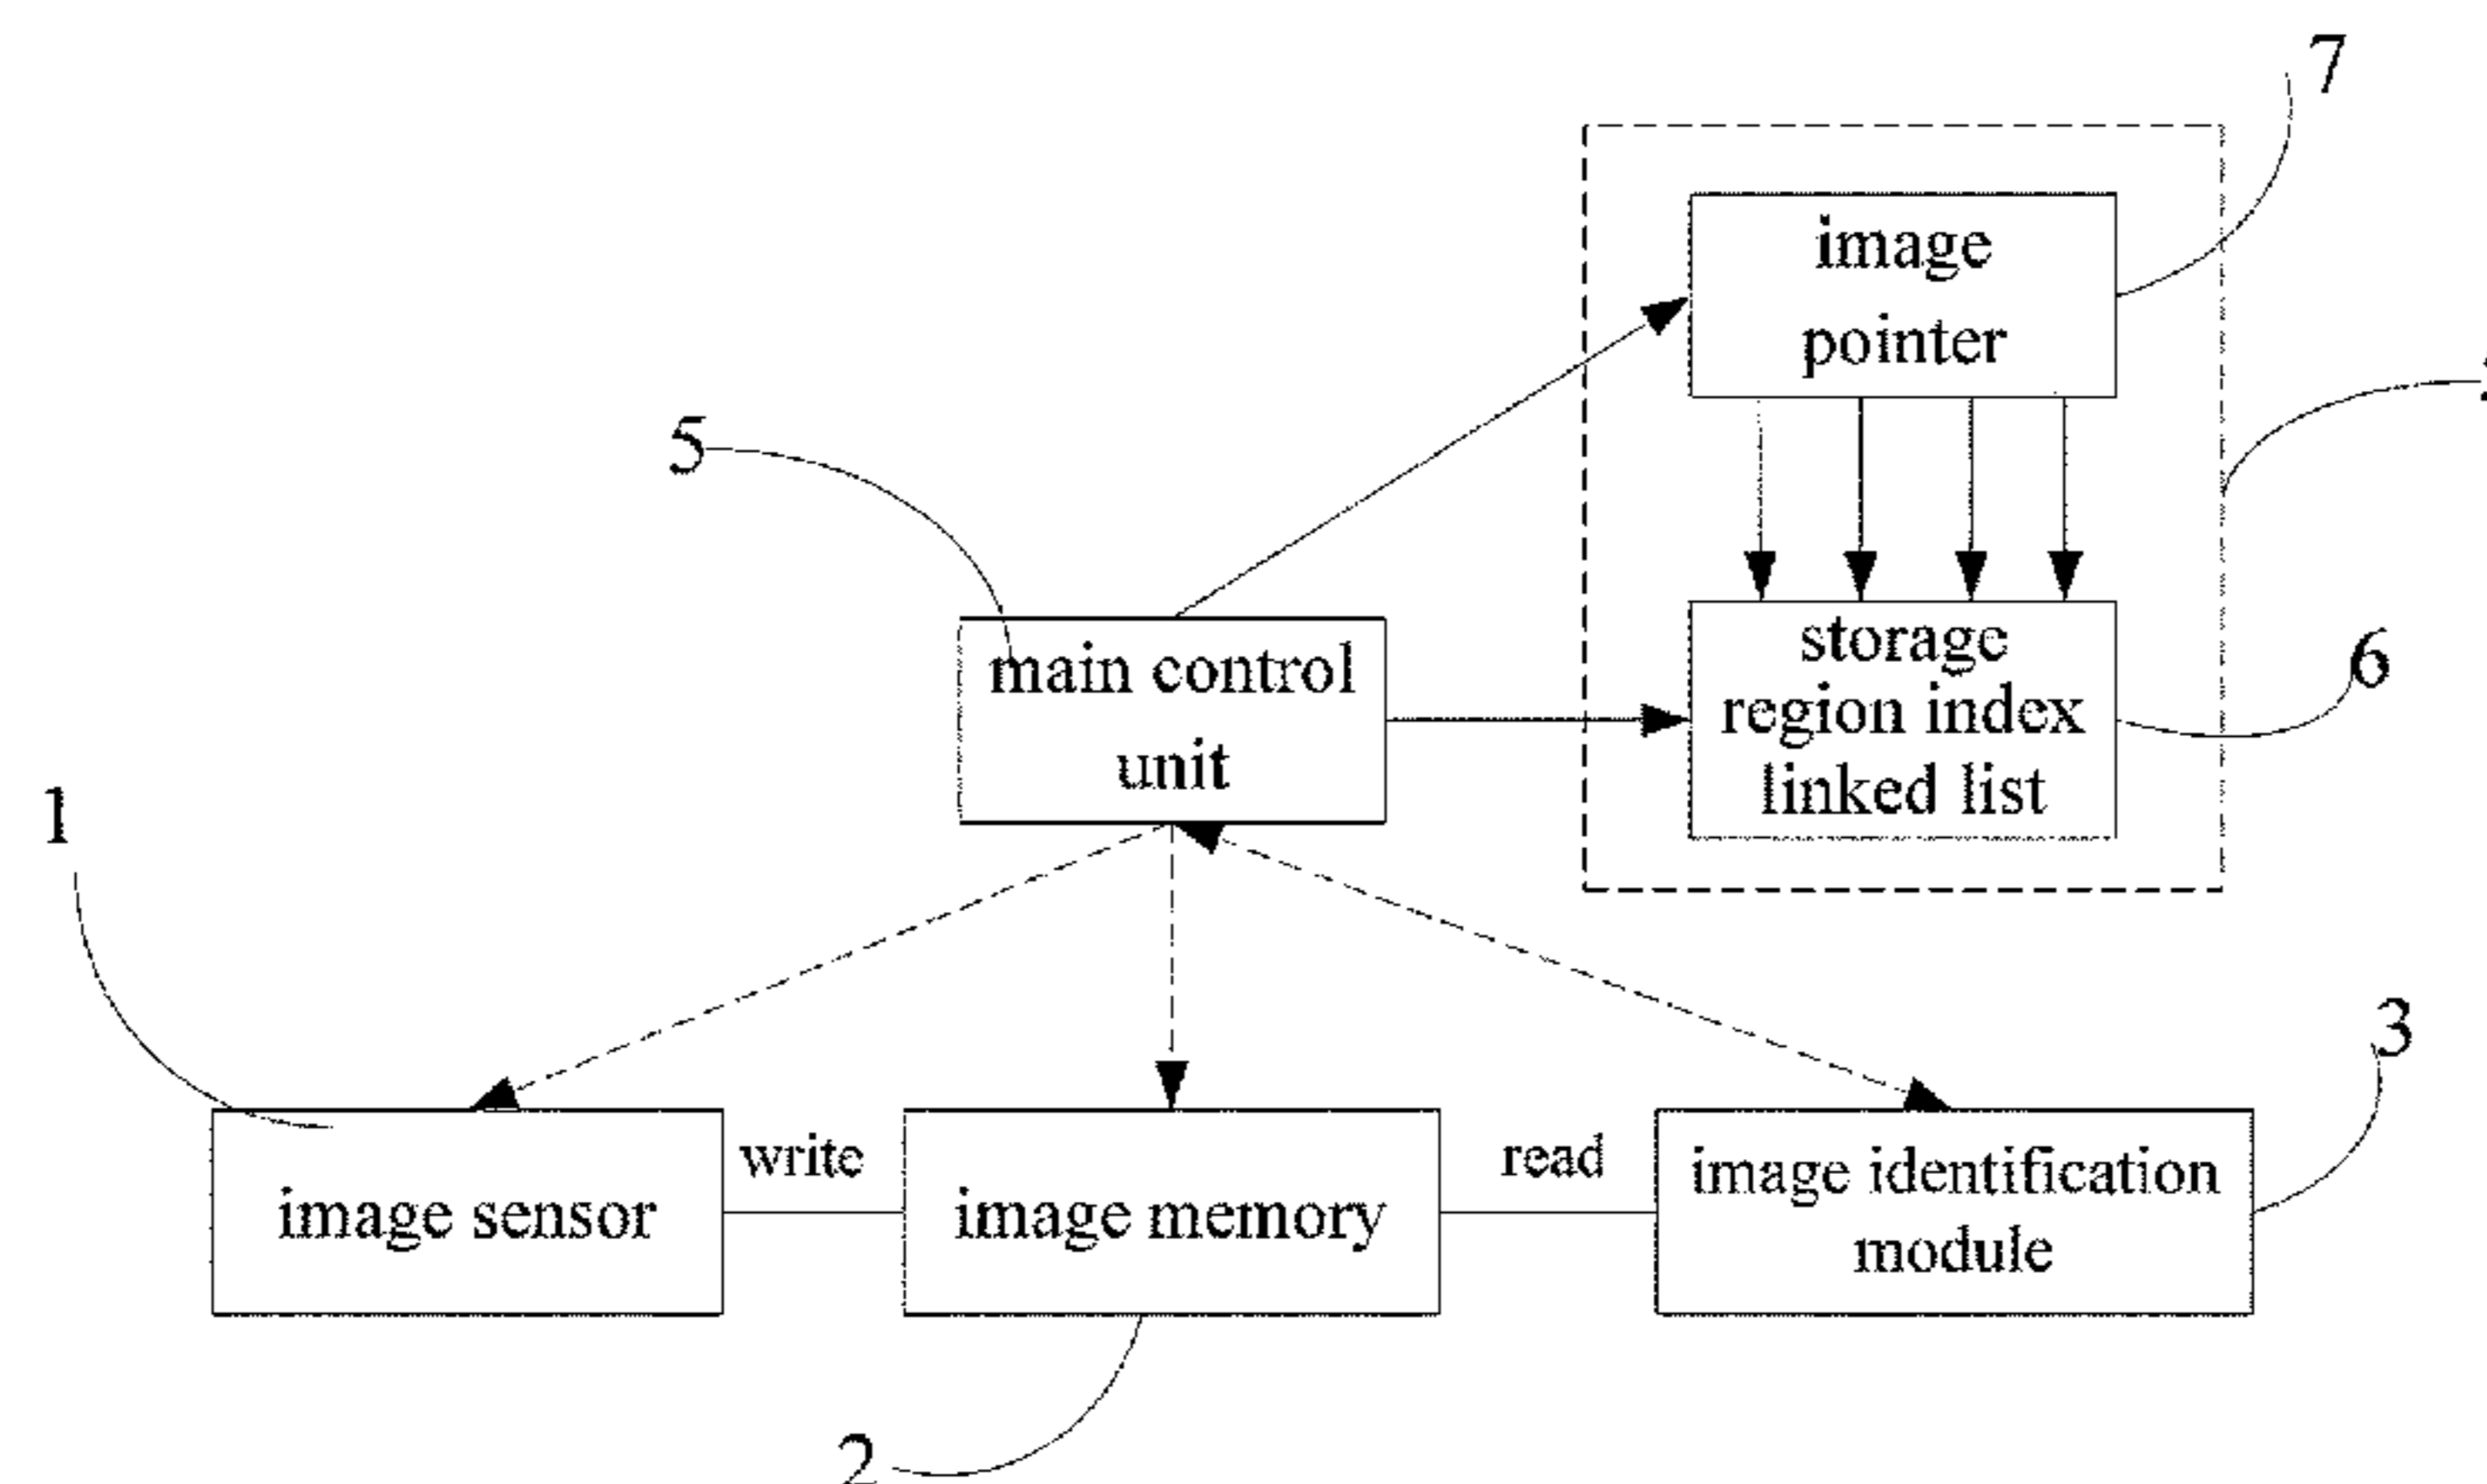 7
image
pointer
5
storage
region index
linked list
6
main control
unit
1
3
write
read
image sensor
image memory
image identification
module
2